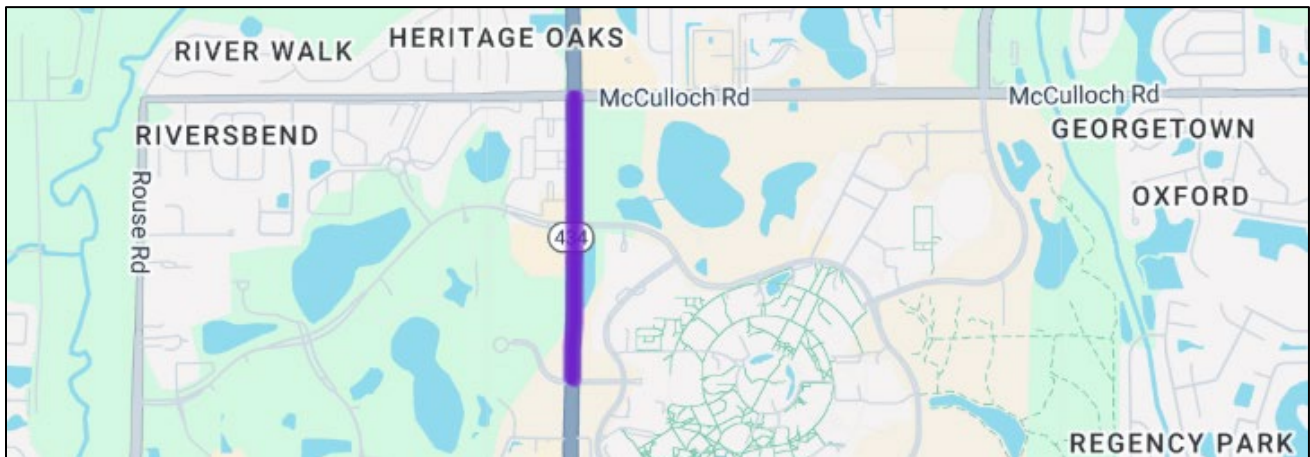 RIVER WALK
HERITAGE OAKS
McCulloch Rd
McCulloch Rd
RIVERSBEND
GEORGETOWN
Rouse Rd
OXFORD
434
REGENCY PARK